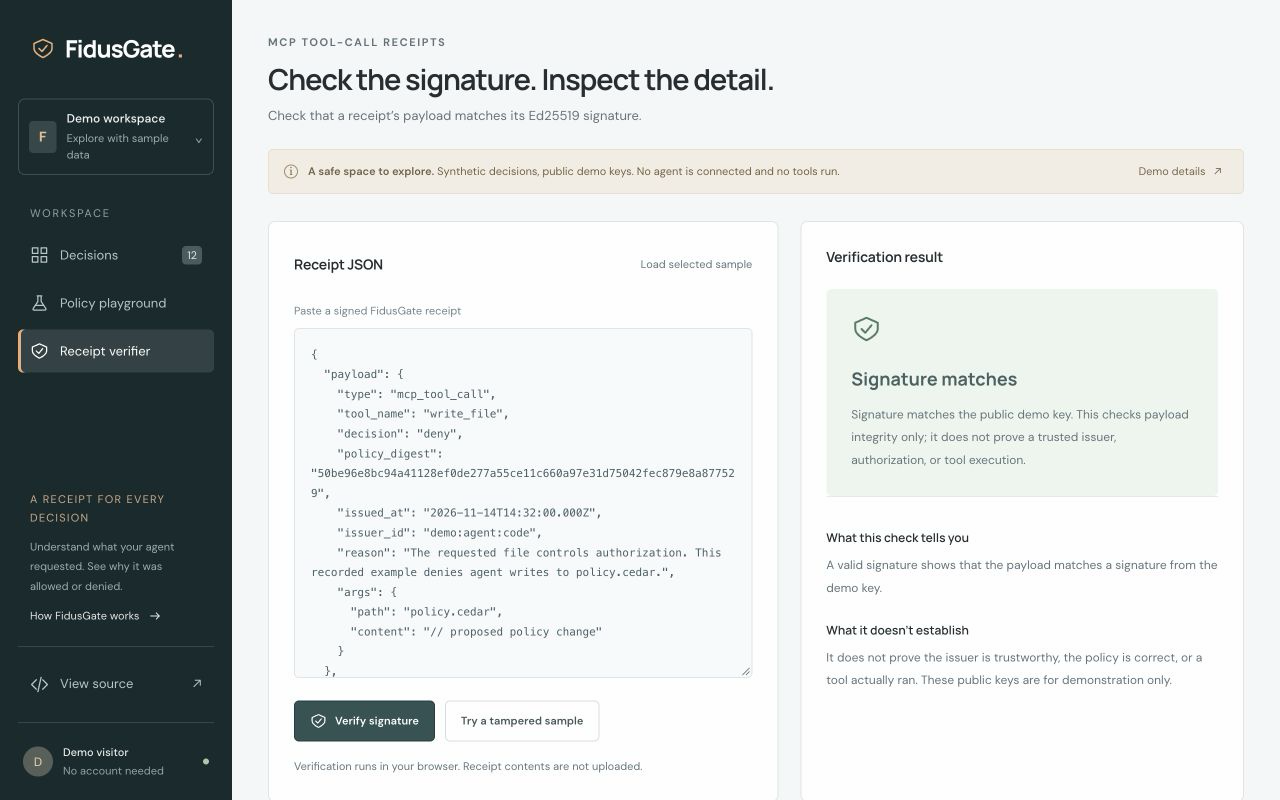 FidusGate.
F
Demo workspace
Explore with sample
data
WORKSPACE
Decisions
12
Policy playground
Receipt verifier
A RECEIPT FOR EVERY
DECISION
Understand what your agent
requested. See why it was
allowed or denied.
How FidusGate works →
View source ↗
D
Demo visitor
No account needed
MCP TOOL-CALL RECEIPTS
Check the signature. Inspect the detail.
Check that a receipt's payload matches its Ed25519 signature.
A safe space to explore. Synthetic decisions, public demo keys. No agent is connected and no tools run.
Demo details ↗
Receipt JSON
Load selected sample
Paste a signed FidusGate receipt
{
"payload": {
"type": "mcp_tool_call",
"tool_name": "write_file",
"decision": "deny",
"policy_digest":
"50be96e8bc94a41128ef0de277a55ce11c660a97e31d75042fec879e8a87752
9",
"issued_at": "2026-11-14T14:32:00.000Z",
"issuer_id": "demo:agent:code",
"reason": "The requested file controls authorization. This
recorded example denies agent writes to policy.cedar.",
"args": {
"path": "policy.cedar",
"content": "// proposed policy change"
}
},
Verify signature
Try a tampered sample
Verification runs in your browser. Receipt contents are not uploaded.
Verification result
Signature matches
Signature matches the public demo key. This checks payload
integrity only; it does not prove a trusted issuer,
authorization, or tool execution.
What this check tells you
A valid signature shows that the payload matches a signature from the
demo key.
What it doesn't establish
It does not prove the issuer is trustworthy, the policy is correct, or a
tool actually ran. These public keys are for demonstration only.